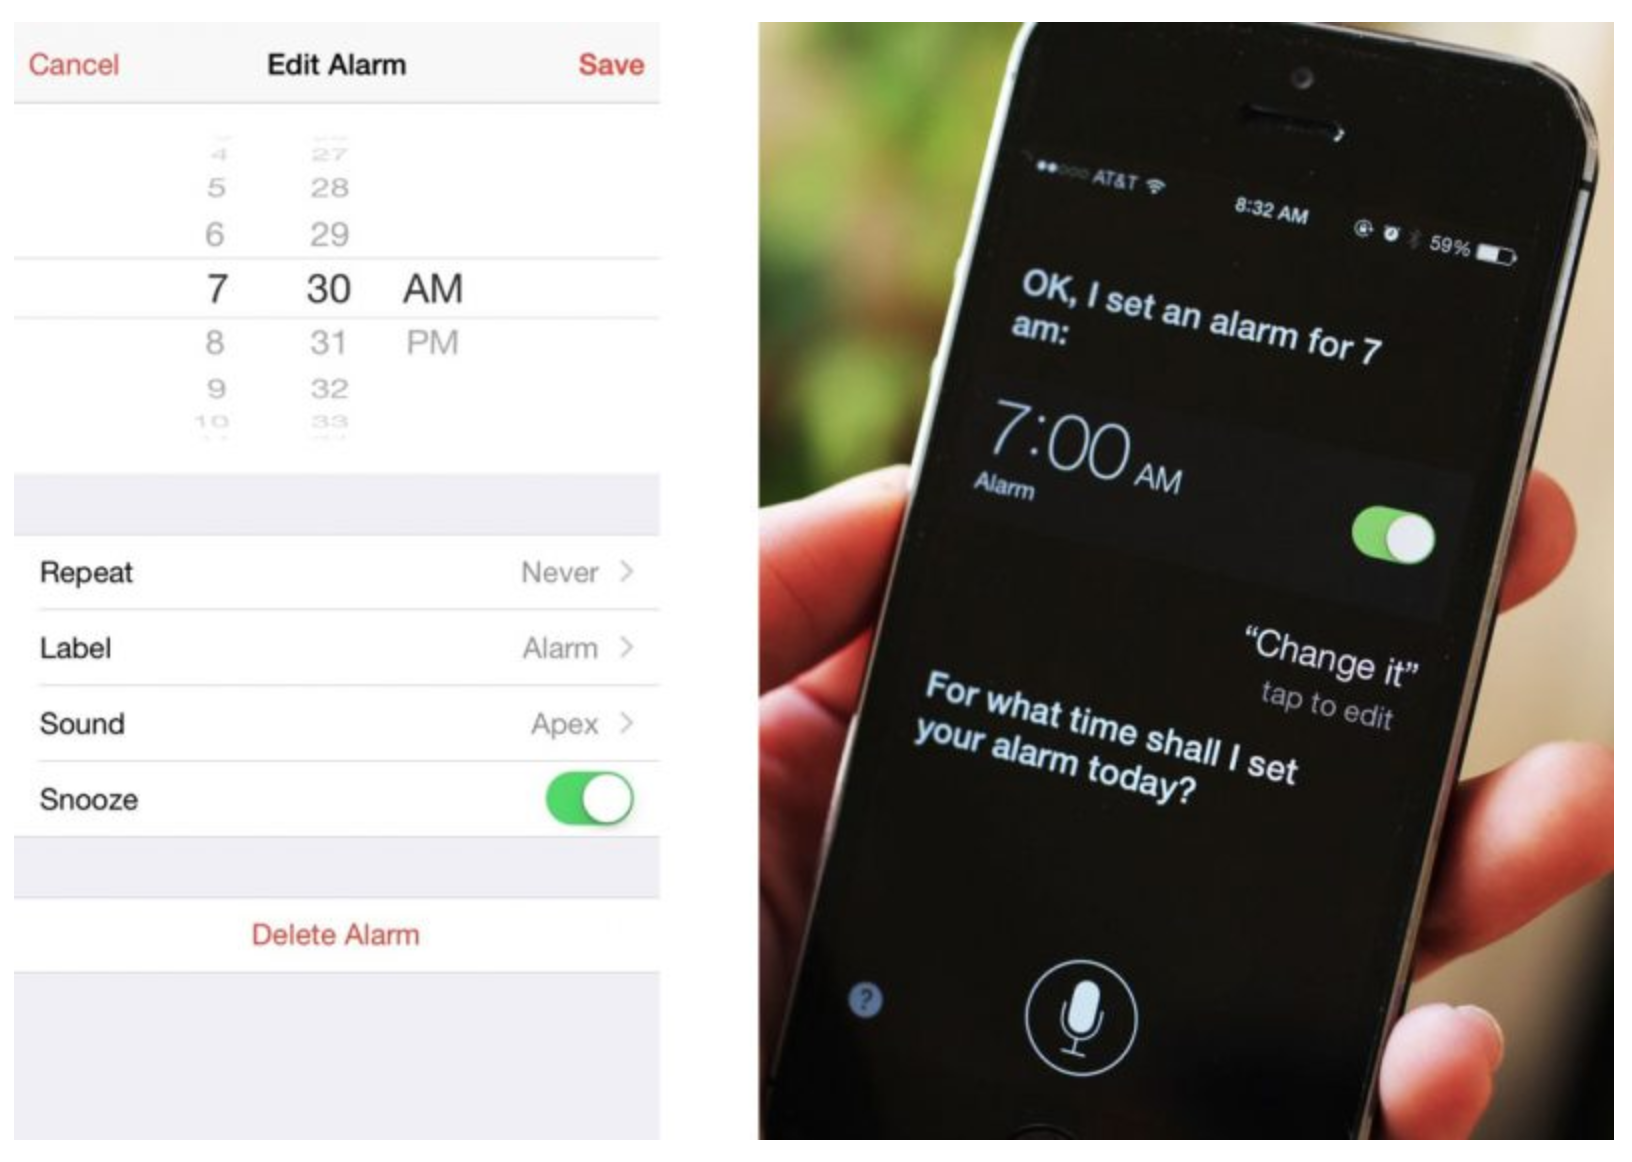 Cancel Edit Alarm Save
4 27
5 28
6 29
7 30 AM
8 31 PM
9 32
10 33
Repeat Never
Label Alarm
Sound Apex
Snooze
Delete Alarm
AT&T 8:32 AM 59%
OK, I set an alarm for 7
am:
7:00 AM
Alarm
“Change it”
tap to edit
For what time shall I set
your alarm today?
?